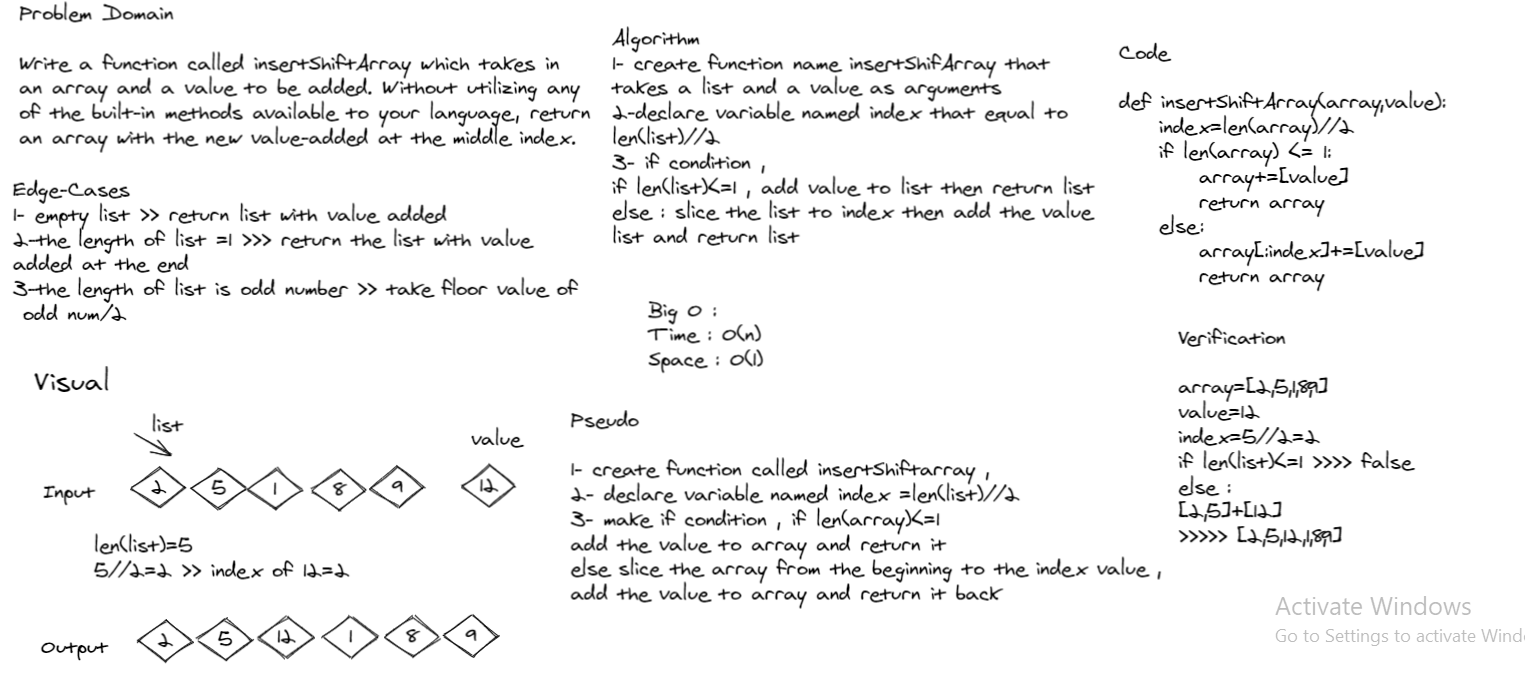 Problem Domain
Write a function called insertShiftArray which takes in
an array and a value to be added. Without utilizing any
of the built-in methods available to your language, return
an array with the new value-added at the middle index.
Edge-Cases
1- empty list >> return list with value added
2-the length of list =1 >>> return the list with value
added at the end
3-the length of list is odd number >> take floor value of
odd num/2
Visual
list
value
Input
2 5 1 8 9 12
len(list)=5
5//2=2 >> index of 12=2
Output
2 5 12 1 8 9
Algorithm
1- create function name insertShifArray that
takes a list and a value as arguments
2-declare variable named index that equal to
len(list)//2
3- if condition ,
if len(list)<=1 , add value to list then return list
else : slice the list to index then add the value
list and return list
Big O :
Time : O(n)
Space : O(1)
Pseudo
1- create function called insertShiftarray ,
2- declare variable named index =len(list)//2
3- make if condition , if len(array)<=1
add the value to array and return it
else slice the array from the beginning to the index value ,
add the value to array and return it back
Code
def insertShiftArray(array,value):
index=len(array)//2
if len(array) <= 1:
array+=[value]
return array
else:
array[:index]+=[value]
return array
Verification
array=[2,5,1,8,9]
value=12
index=5//2=2
if len(list)<=1 >>>> false
else :
[2,5]+[12]
>>>>> [2,5,12,1,8,9]
Activate Windows
Go to Settings to activate Wind